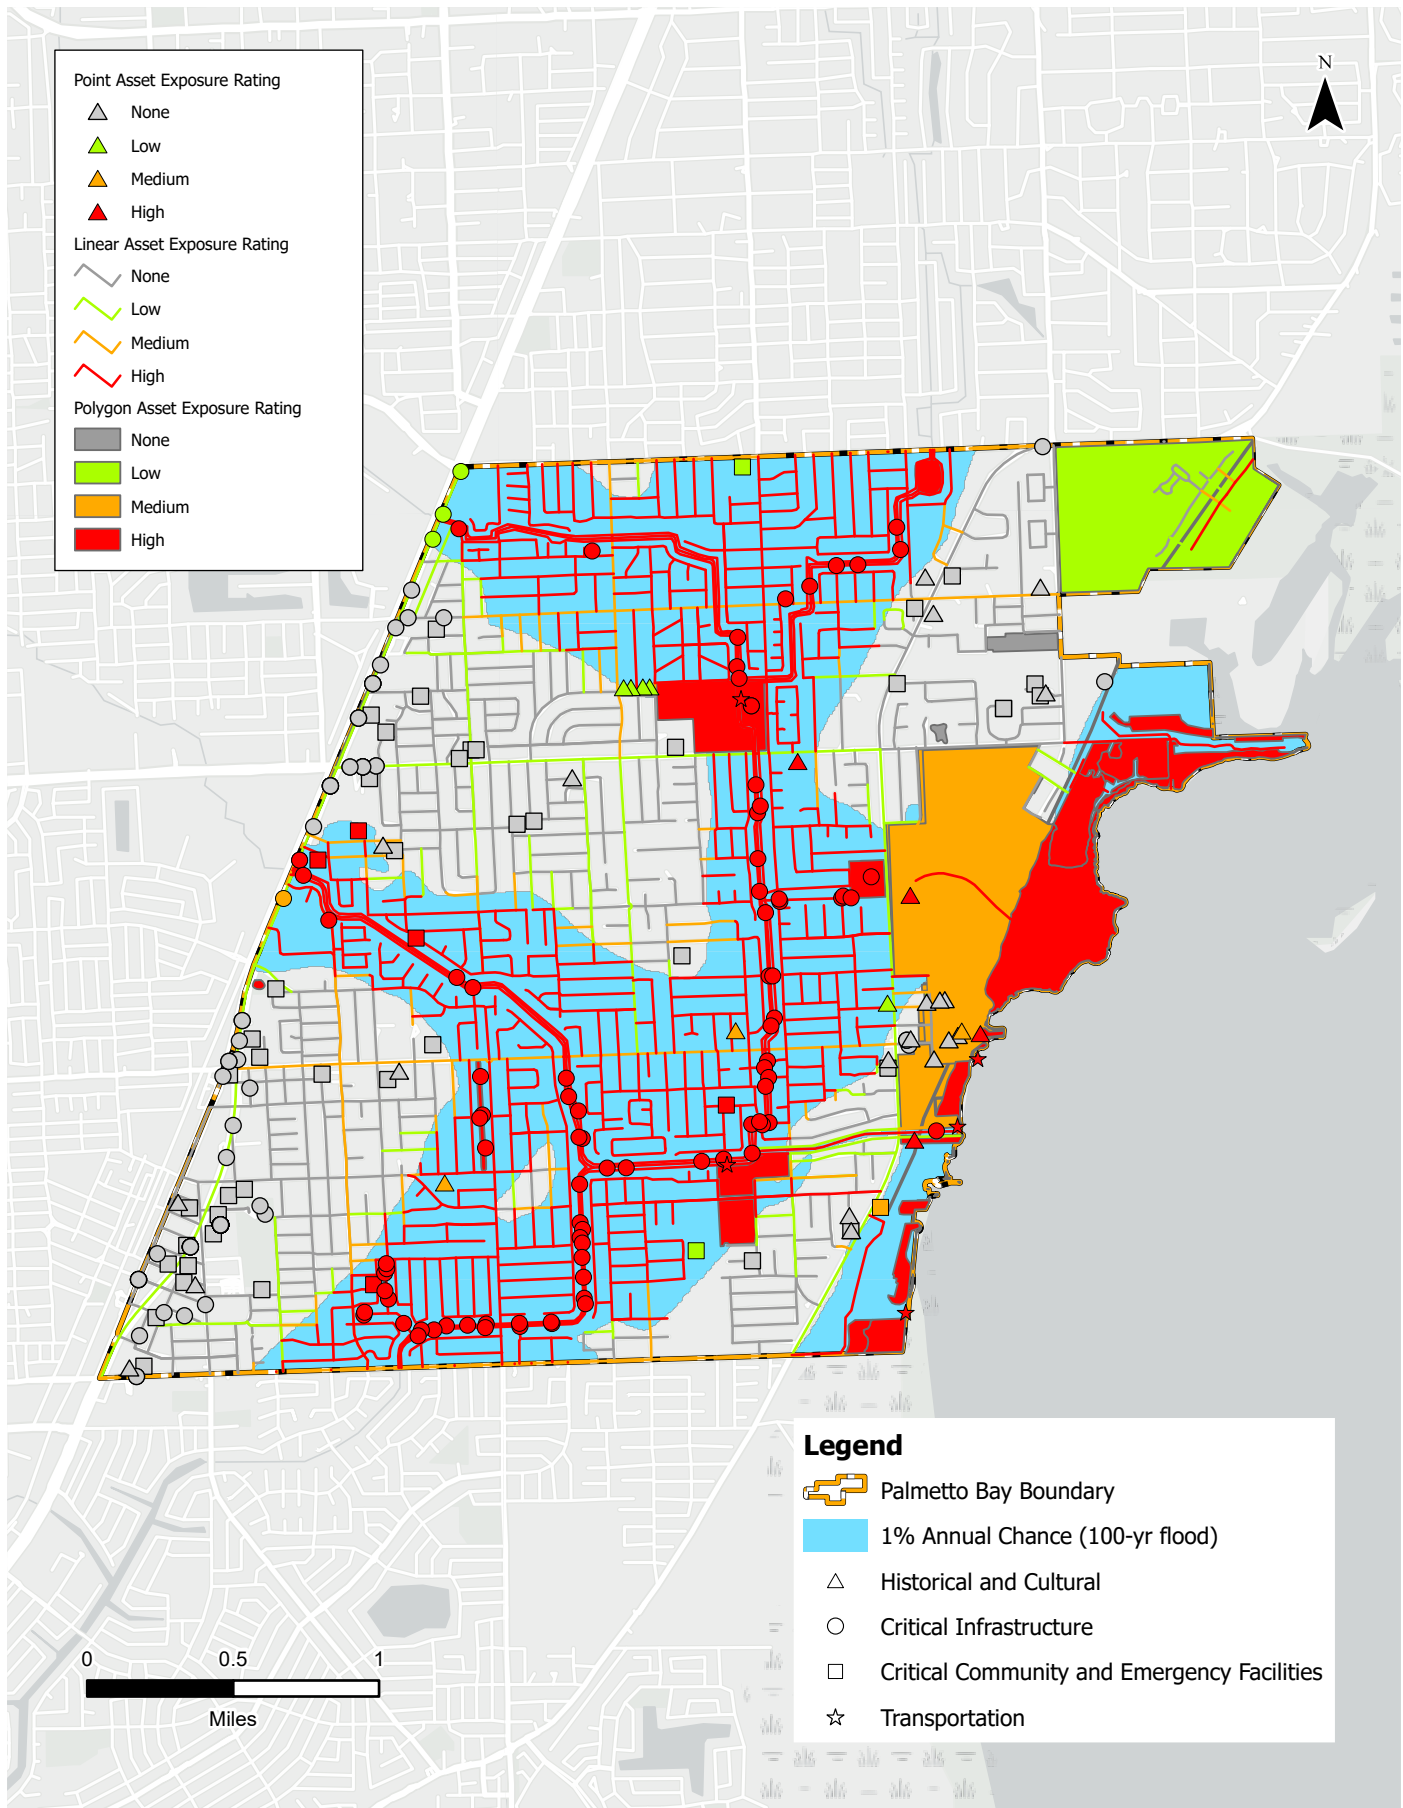 Point Asset Exposure Rating
None
Low
Medium
High
Linear Asset Exposure Rating
None
Low
Medium
High
Polygon Asset Exposure Rating
None
Low
Medium
High
N
Legend
Palmetto Bay Boundary
1% Annual Chance (100-yr flood)
Historical and Cultural
Critical Infrastructure
Critical Community and Emergency Facilities
Transportation
0 0.5 1
Miles